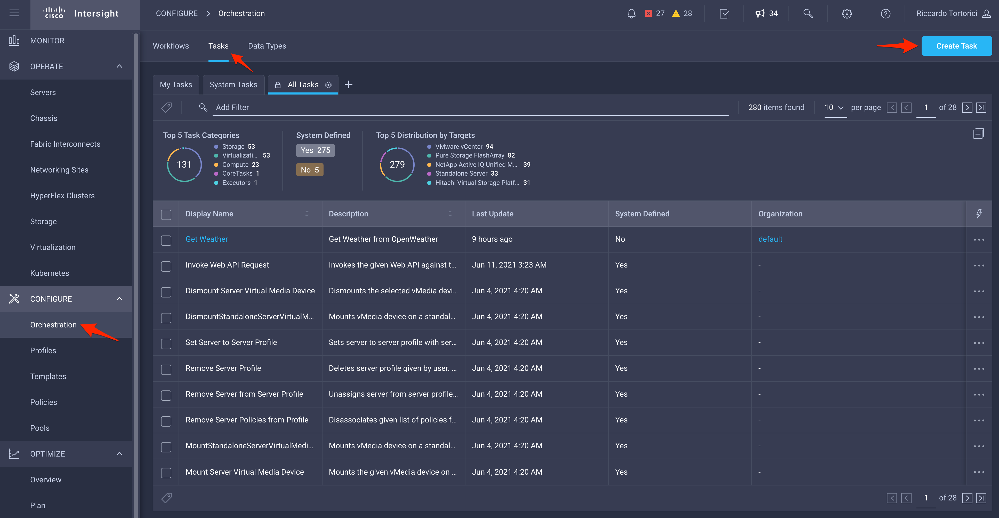 CISCO Intersight
CONFIGURE > Orchestration
27 28
34
Riccardo Tortorici
MONITOR
OPERATE
Servers
Chassis
Fabric Interconnects
Networking Sites
HyperFlex Clusters
Storage
Virtualization
Kubernetes
CONFIGURE
Orchestration
Profiles
Templates
Policies
Pools
OPTIMIZE
Overview
Plan
Workflows Tasks Data Types
Create Task
My Tasks System Tasks All Tasks +
Add Filter
280 items found 10 per page 1 of 28
Top 5 Task Categories
131
Storage 53
Virtualizati... 53
Compute 23
CoreTasks 1
Executors 1
System Defined
Yes 275
No 5
Top 5 Distribution by Targets
279
VMware vCenter 94
Pure Storage FlashArray 82
NetApp Active IQ Unified M... 39
Standalone Server 33
Hitachi Virtual Storage Platf... 31
Display Name Description Last Update System Defined Organization
Get Weather Get Weather from OpenWeather 9 hours ago No default
Invoke Web API Request Invokes the given Web API against t... Jun 11, 2021 3:23 AM Yes -
Dismount Server Virtual Media Device Dismounts the selected vMedia devi... Jun 4, 2021 4:20 AM Yes -
DismountStandaloneServerVirtualM... Mounts vMedia device on a standal... Jun 4, 2021 4:20 AM Yes -
Set Server to Server Profile Sets server to server profile with ser... Jun 4, 2021 4:20 AM Yes -
Remove Server Profile Deletes server profile given by user. ... Jun 4, 2021 4:20 AM Yes -
Remove Server from Server Profile Unassigns server from server profile... Jun 4, 2021 4:20 AM Yes -
Remove Server Policies from Profile Disassociates given list of policies f... Jun 4, 2021 4:20 AM Yes -
MountStandaloneServerVirtualMedi... Mounts vMedia device on a standal... Jun 4, 2021 4:20 AM Yes -
Mount Server Virtual Media Device Mounts the given vMedia device on ... Jun 4, 2021 4:20 AM Yes -
1 of 28